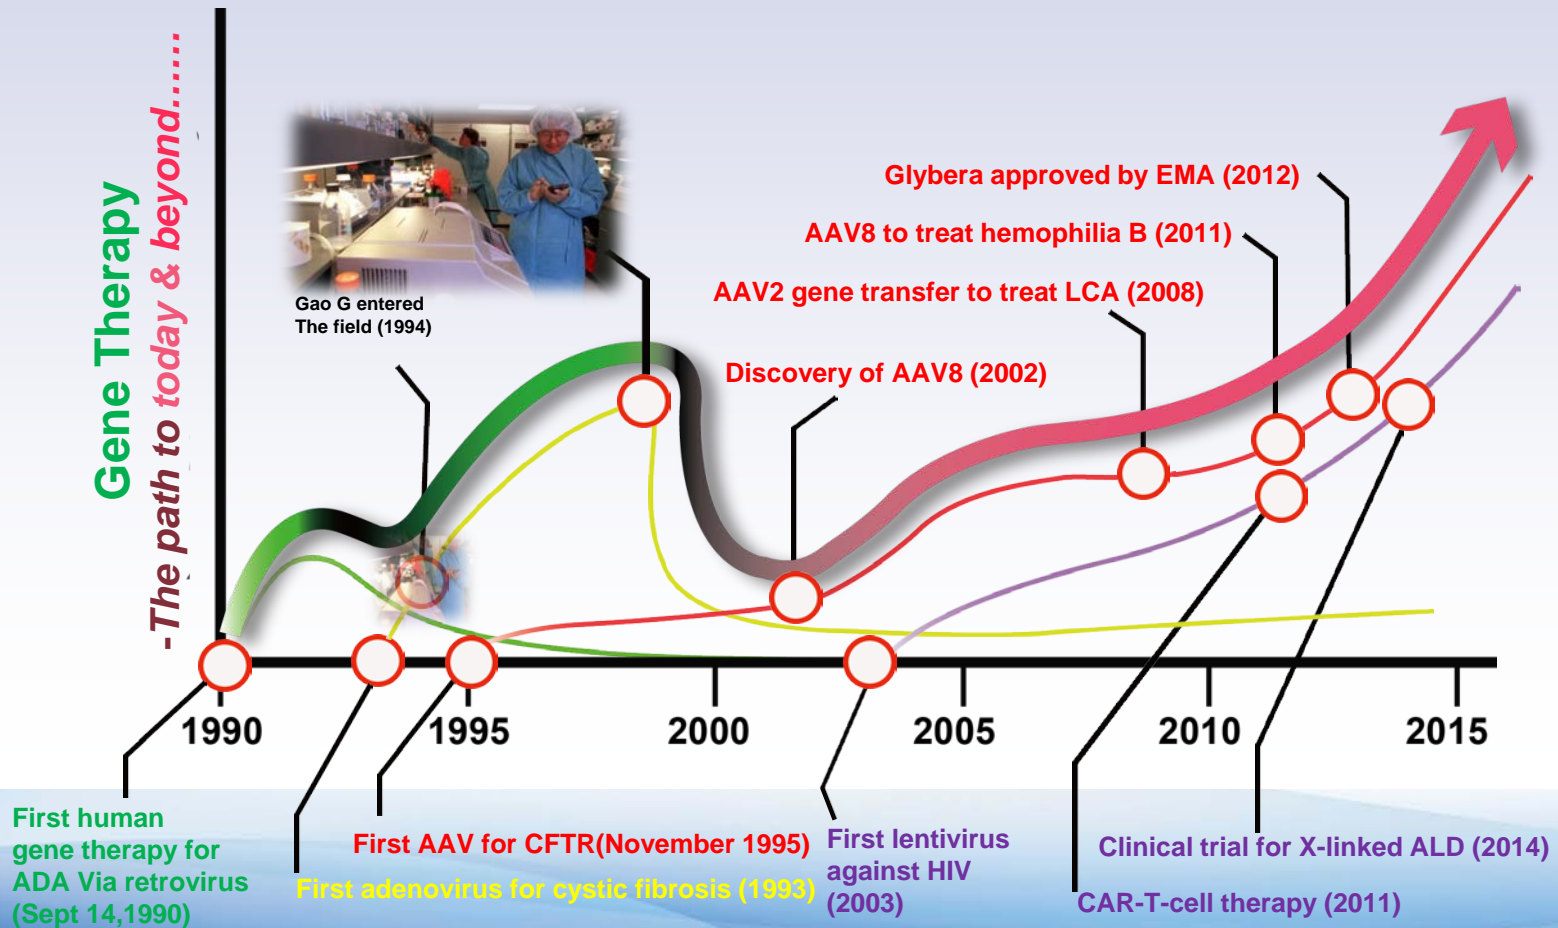 Gene Therapy
-The path to today & beyond......
Gao G entered
The field (1994)
Glybera approved by EMA (2012)
AAV8 to treat hemophilia B (2011)
AAV2 gene transfer to treat LCA (2008)
Discovery of AAV8 (2002)
1990
1995
2000
2005
2010
2015
First human
gene therapy for
ADA Via retrovirus
(Sept 14,1990)
First AAV for CFTR(November 1995)
First adenovirus for cystic fibrosis (1993)
First lentivirus
against HIV
(2003)
Clinical trial for X-linked ALD (2014)
CAR-T-cell therapy (2011)